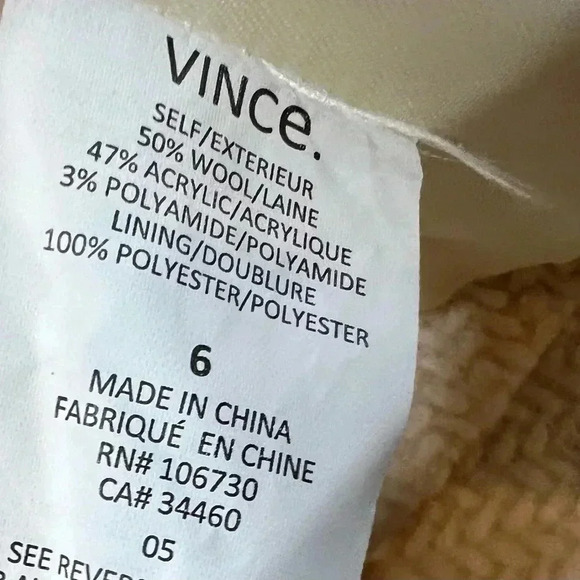 VINCe.
SELF/EXTERIEUR
50% WOOL/LAINE
47% ACRYLIC/ACRYLIQUE
3% POLYAMIDE/POLYAMIDE
LINING/DOUBLURE
100% POLYESTER/POLYESTER
6
MADE IN CHINA
FABRIQUÉ EN CHINE
RN# 106730
CA# 34460
05
SEE